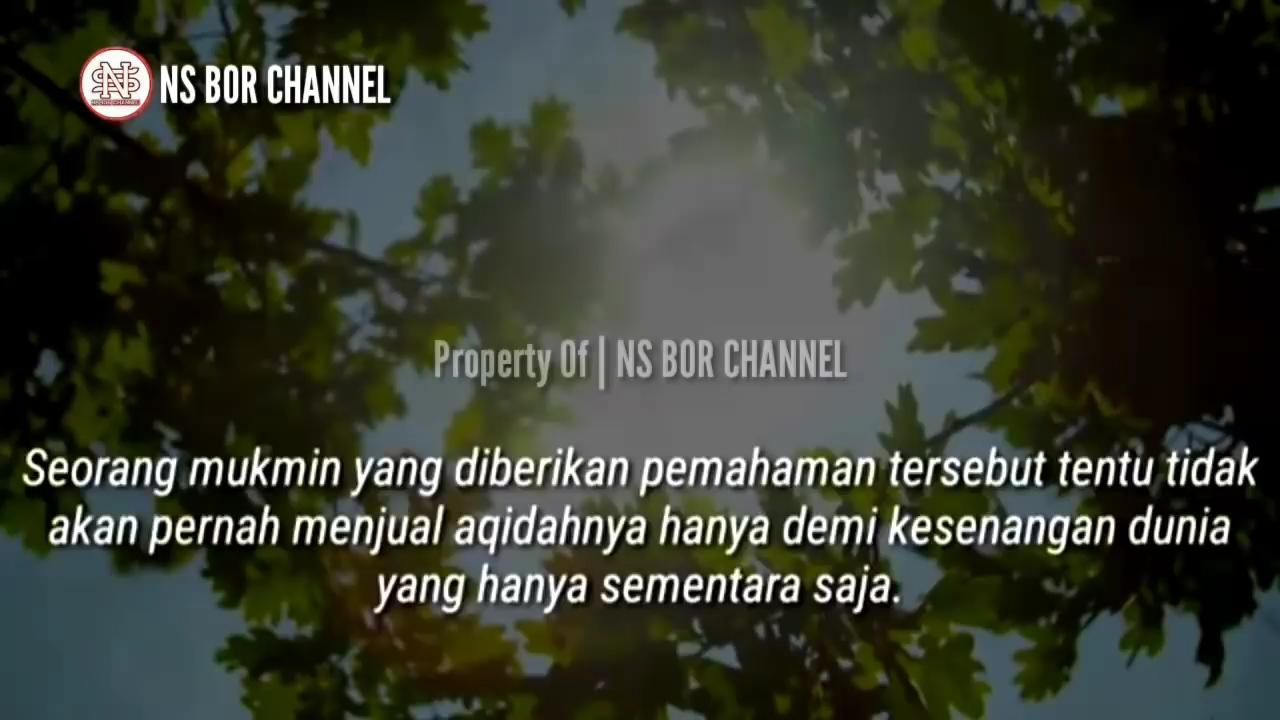 NS BOR CHANNEL
Property Of | NS BOR CHANNEL
Seorang mukmin yang diberikan pemahaman tersebut tentu tidak
akan pernah menjual aqidahnya hanya demi kesenangan dunia
yang hanya sementara saja.